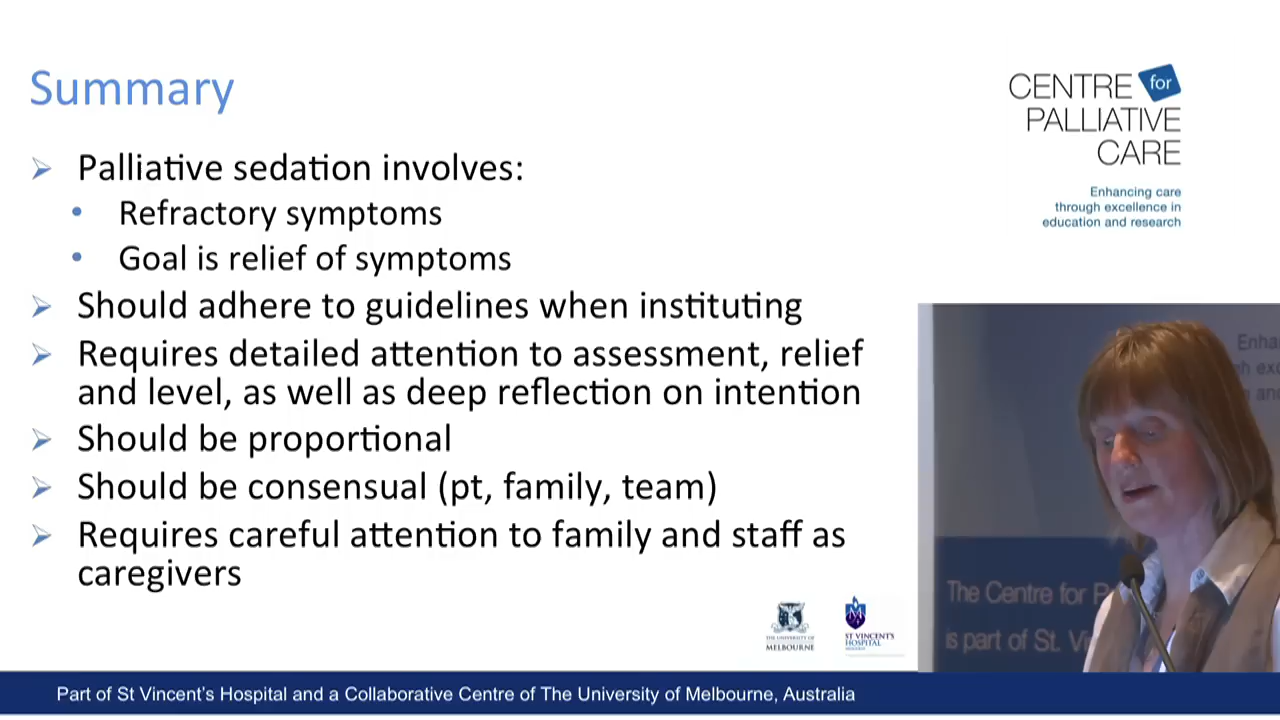 Summary
CENTRE for
PALLIATIVE
CARE
Enhancing care
through excellence in
education and research
Palliative sedation involves:
Refractory symptoms
Goal is relief of symptoms
Should adhere to guidelines when instituting
Requires detailed attention to assessment, relief
and level, as well as deep reflection on intention
Should be proportional
Should be consensual (pt, family, team)
Requires careful attention to family and staff as
caregivers
Enha
The Centre for P
is part of St. Vi
THE UNIVERSITY OF
MELBOURNE
ST VINCENT'S
HOSPITAL
Part of St Vincent's Hospital and a Collaborative Centre of The University of Melbourne, Australia